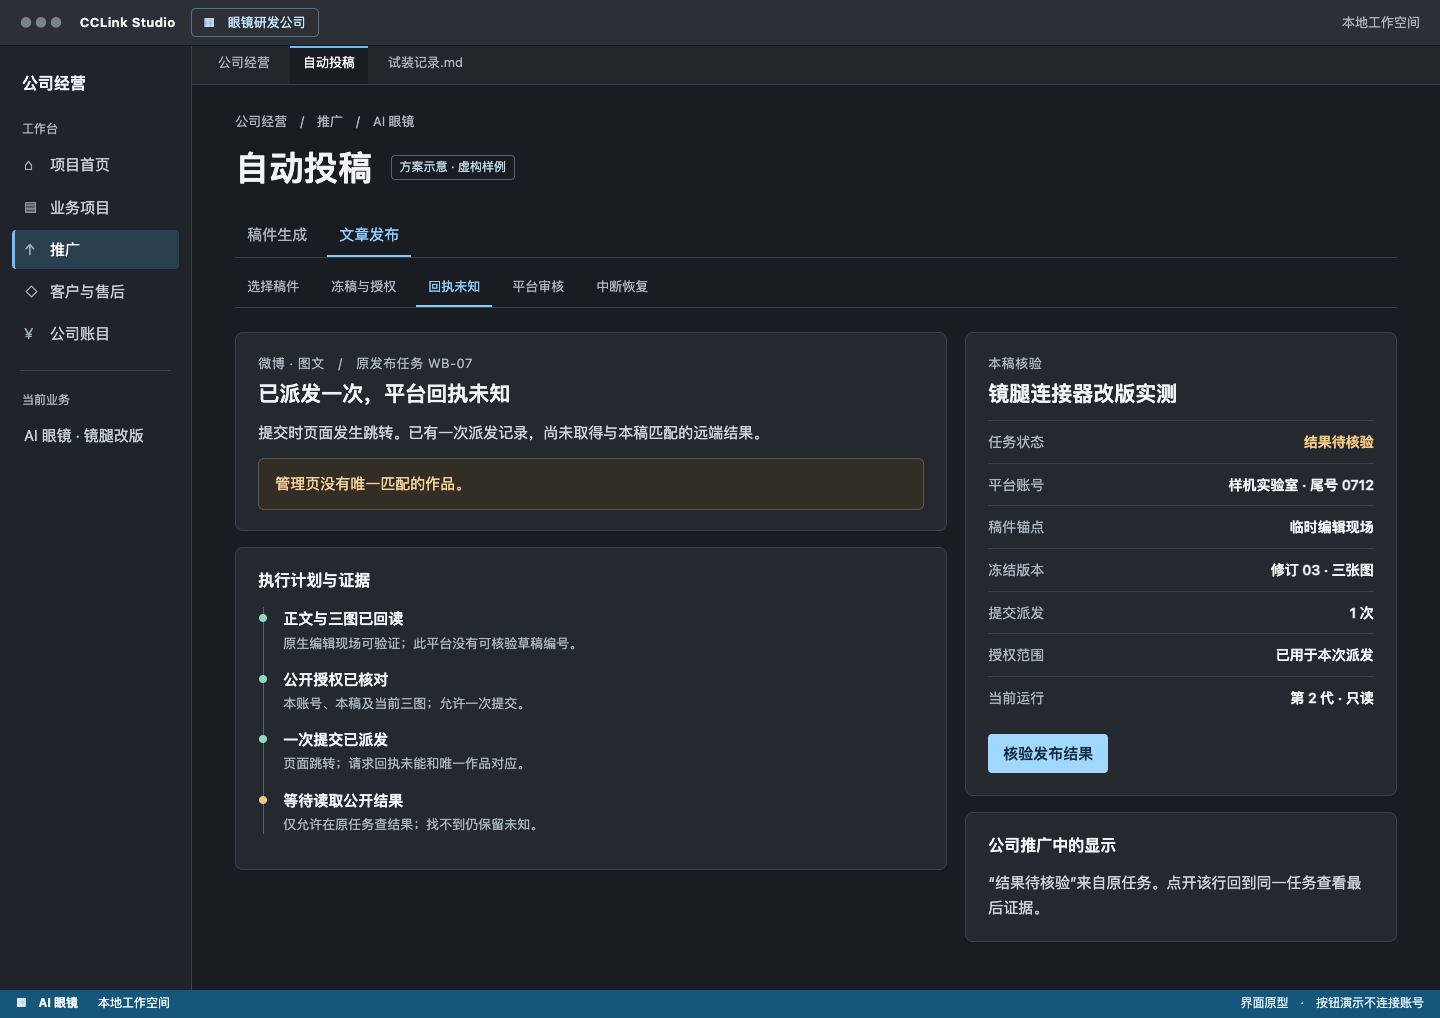 CCLink Studio
眼镜研发公司
本地工作空间
公司经营
工作台
项目首页
业务项目
推广
客户与售后
¥ 公司账目
当前业务
AI 眼镜 · 镜腿改版
公司经营
自动投稿
试装记录.md
公司经营 / 推广 / AI 眼镜
自动投稿
方案示意 · 虚构样例
稿件生成
文章发布
选择稿件
冻稿与授权
回执未知
平台审核
中断恢复
微博 · 图文 / 原发布任务 WB-07
已派发一次，平台回执未知
提交时页面发生跳转。已有一次派发记录，尚未取得与本稿匹配的远端结果。
管理页没有唯一匹配的作品。
执行计划与证据
正文与三图已回读
原生编辑现场可验证；此平台没有可核验草稿编号。
公开授权已核对
本账号、本稿及当前三图；允许一次提交。
一次提交已派发
页面跳转；请求回执未能和唯一作品对应。
等待读取公开结果
仅允许在原任务查结果；找不到仍保留未知。
本稿核验
镜腿连接器改版实测
任务状态 结果待核验
平台账号 样机实验室 · 尾号 0712
稿件锚点 临时编辑现场
冻结版本 修订 03 · 三张图
提交派发 1 次
授权范围 已用于本次派发
当前运行 第 2 代 · 只读
核验发布结果
公司推广中的显示
“结果待核验”来自原任务。点开该行回到同一任务查看最
后证据。
AI 眼镜
本地工作空间
界面原型 · 按钮演示不连接账号